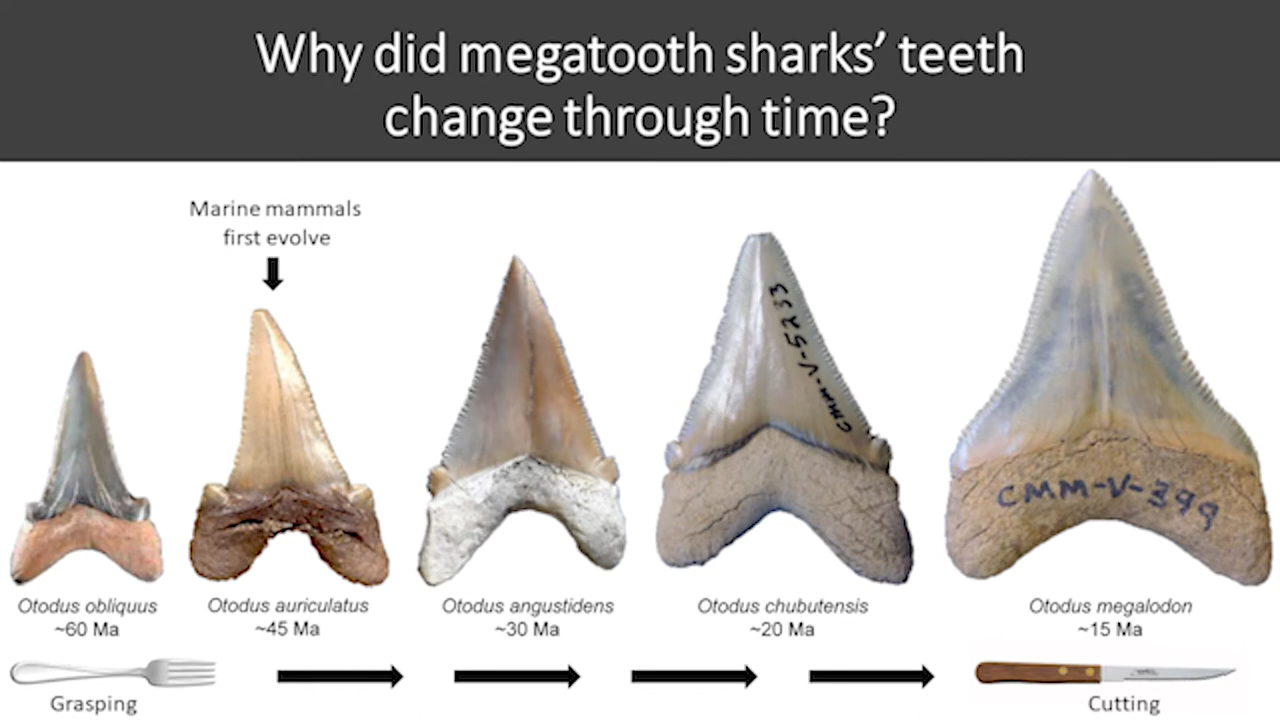 Why did megatooth sharks’ teeth
change through time?
Marine mammals
first evolve
CMM-V-5233
CMM-V-399
Otodus obliquus
~60 Ma
Otodus auriculatus
~45 Ma
Otodus angustidens
~30 Ma
Otodus chubutensis
~20 Ma
Otodus megalodon
~15 Ma
Grasping
Cutting